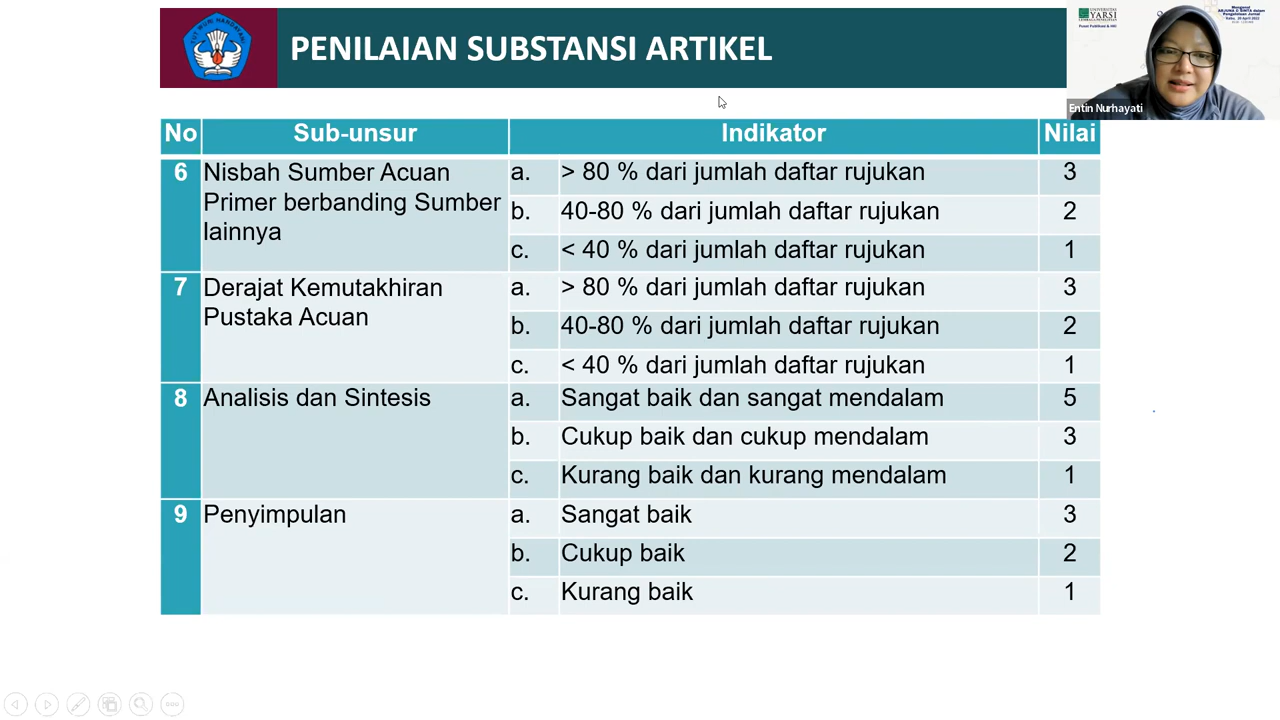 PENILAIAN SUBSTANSI ARTIKEL
UNIVERSITAS
YARSI
Entin Nurhayati
No Sub-unsur Indikator Nilai
6 Nisbah Sumber Acuan Primer berbanding Sumber lainnya
a. > 80 % dari jumlah daftar rujukan 3
b. 40-80 % dari jumlah daftar rujukan 2
c. < 40 % dari jumlah daftar rujukan 1
7 Derajat Kemutakhiran Pustaka Acuan
a. > 80 % dari jumlah daftar rujukan 3
b. 40-80 % dari jumlah daftar rujukan 2
c. < 40 % dari jumlah daftar rujukan 1
8 Analisis dan Sintesis
a. Sangat baik dan sangat mendalam 5
b. Cukup baik dan cukup mendalam 3
c. Kurang baik dan kurang mendalam 1
9 Penyimpulan
a. Sangat baik 3
b. Cukup baik 2
c. Kurang baik 1